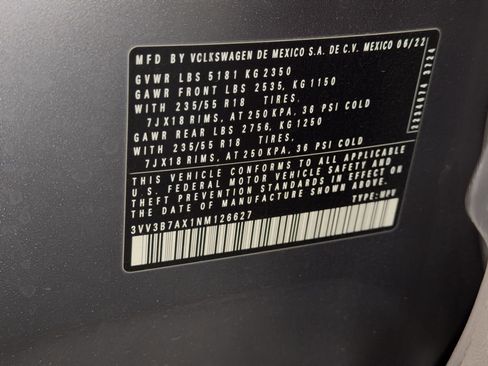 MFD BY VOLKSWAGEN DE MEXICO S.A. DE C.V. MEXICO 06/22
GVWR LBS 5181 KG 2350
GAWR FRONT LBS 2535, KG 1150
WITH 235/55 R18 TIRES.
7JX18 RIMS, AT 250 KPA, 36 PSI COLD
GAWR REAR LBS 2756, KG 1250
WITH 235/55 R18 TIRES.
7JX18 RIMS, AT 250 KPA, 36 PSI COLD
THIS VEHICLE CONFORMS TO ALL APPLICABLE
U.S. FEDERAL MOTOR VEHICLE SAFETY AND
THEFT PREVENTION STANDARDS IN EFFECT ON
THE DATE OF MANUFACTURE SHOWN ABOVE.
TYPE: MPV
3VV3B7AX1NM126627
3724